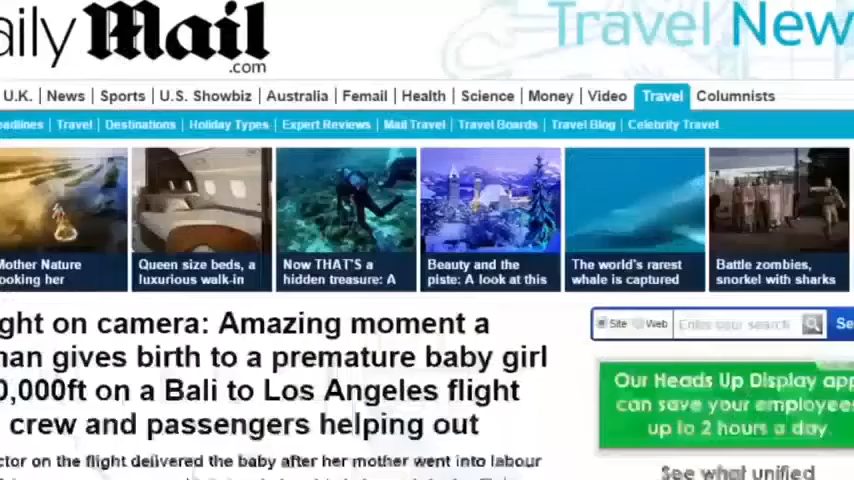 aily Mail
.com
Travel New
U.K. | News | Sports | U.S. Showbiz | Australia | Femail | Health | Science | Money | Video Travel Columnists
eadlines | Travel | Destinations | Holiday Types | Expert Reviews | Mail Travel | Travel Boards | Travel Blog | Celebrity Travel
Mother Nature
ooking her
Queen size beds, a
luxurious walk-in
Now THAT'S a
hidden treasure: A
Beauty and the
piste: A look at this
The world's rarest
whale is captured
Battle zombies,
snorkel with sharks
ght on camera: Amazing moment a
man gives birth to a premature baby girl
0,000ft on a Bali to Los Angeles flight
crew and passengers helping out
ctor on the flight delivered the baby after her mother went into labour
Site Web Enter your search Se
Our Heads Up Display app
can save your employees
up to 2 hours a day.
See what unified